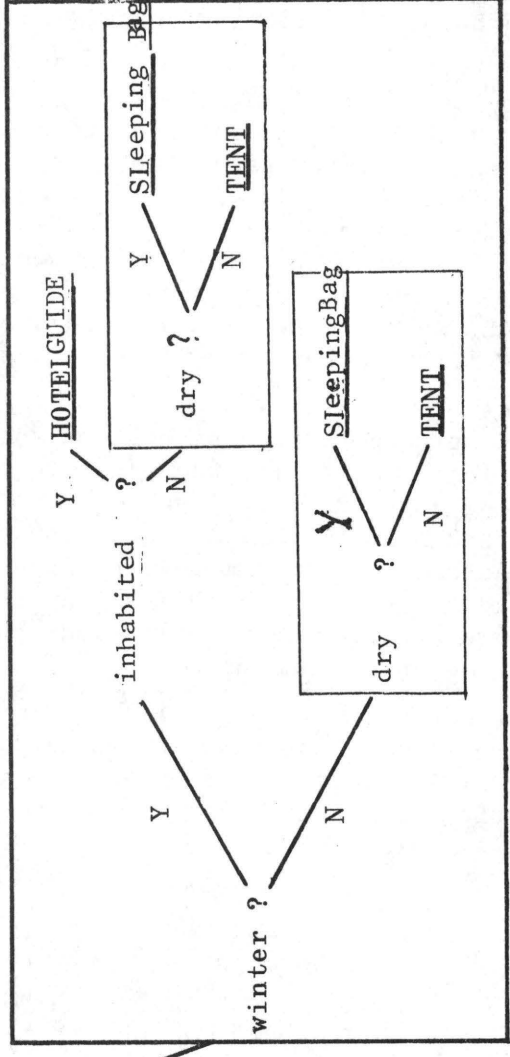 winter ?
Y
N
inhabited
?
Y
N
HOTElGUIDE
dry ?
Y
N
SLeeping Bag
TENT
dry
?
Y
N
SleepingBag
TENT